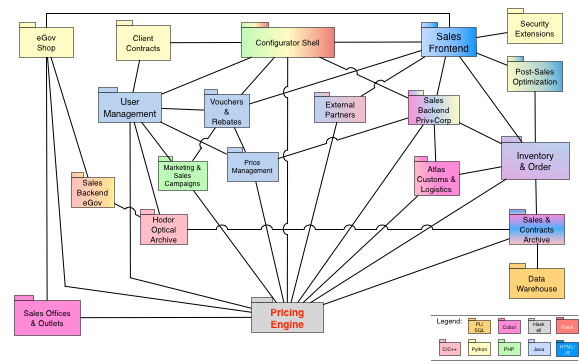 eGov
Shop
Client
Contracts
Configurator Shell
Sales
Frontend
Security
Extensions
Post-Sales
Optimization
User
Management
Vouchers
&
Rebates
External
Partners
Sales
Backend
Priv+Corp
Marketing &
Sales
Campaigns
Price
Management
Atlas
Customs &
Logistics
Inventory
& Order
Sales
Backend
eGov
Hodor
Optical
Archive
Sales &
Contracts
Archive
Data
Warehouse
Sales Offices
& Outlets
Pricing
Engine
Legend:
PL/
SQL
Cobol
Hask
ell
Flash
C/C++
Python
PHP
Java
HTML/
JS